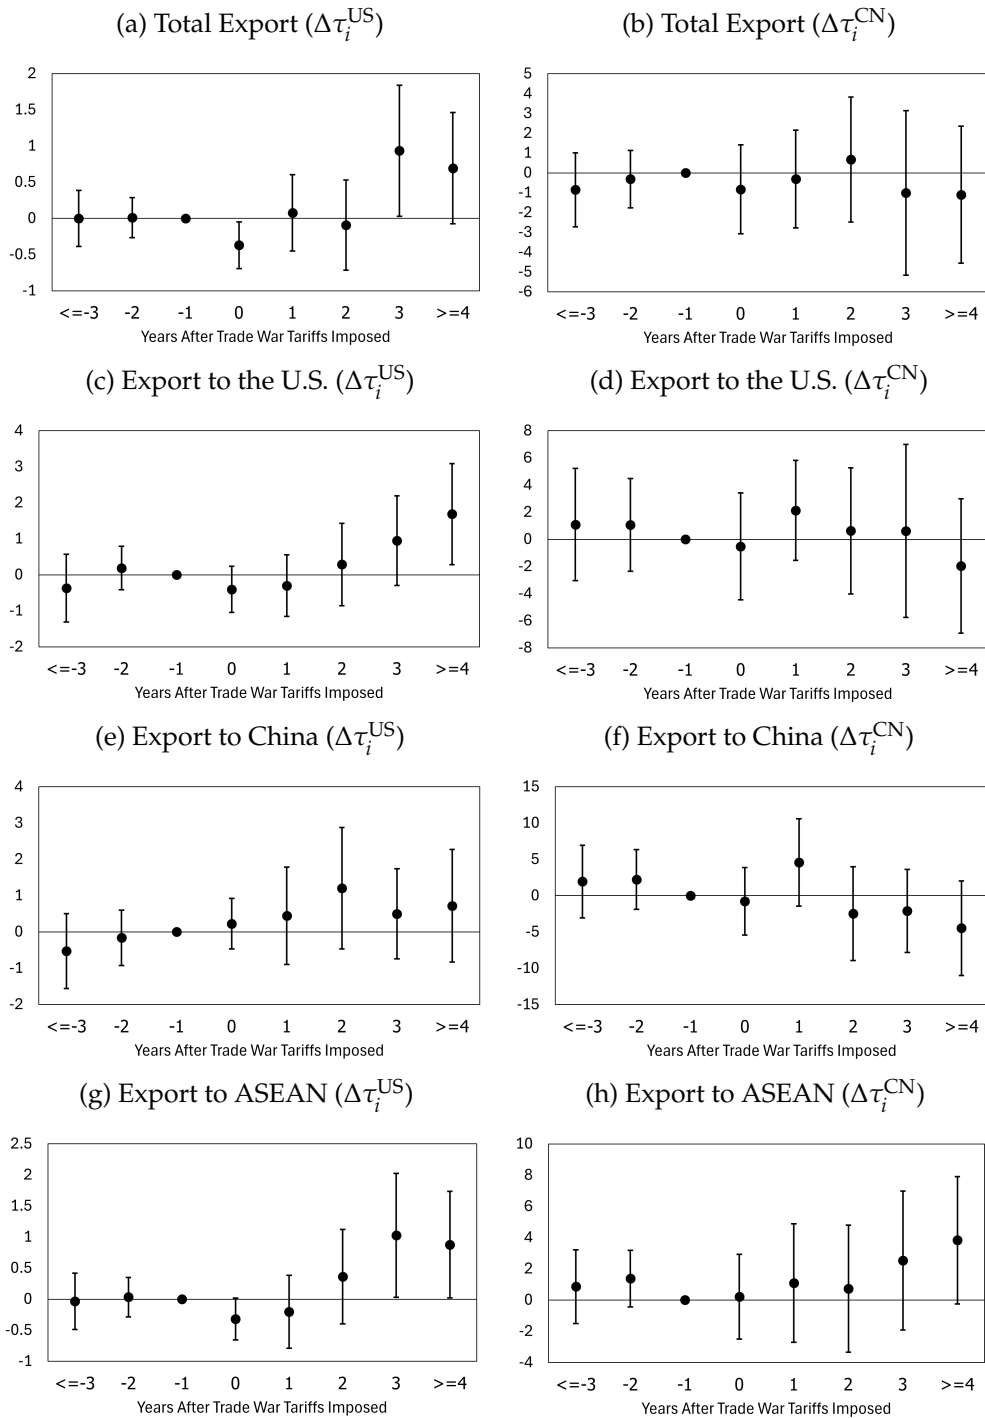 (a) Total Export (Δτ_i^US)
2
1.5
1
0.5
0
-0.5
-1
<=-3 -2 -1 0 1 2 3 >=4
Years After Trade War Tariffs Imposed
(b) Total Export (Δτ_i^CN)
5
4
3
2
1
0
-1
-2
-3
-4
-5
-6
<=-3 -2 -1 0 1 2 3 >=4
Years After Trade War Tariffs Imposed
(c) Export to the U.S. (Δτ_i^US)
4
3
2
1
0
-1
-2
<=-3 -2 -1 0 1 2 3 >=4
Years After Trade War Tariffs Imposed
(d) Export to the U.S. (Δτ_i^CN)
8
6
4
2
0
-2
-4
-6
-8
<=-3 -2 -1 0 1 2 3 >=4
Years After Trade War Tariffs Imposed
(e) Export to China (Δτ_i^US)
4
3
2
1
0
-1
-2
<=-3 -2 -1 0 1 2 3 >=4
Years After Trade War Tariffs Imposed
(f) Export to China (Δτ_i^CN)
15
10
5
0
-5
-10
-15
<=-3 -2 -1 0 1 2 3 >=4
Years After Trade War Tariffs Imposed
(g) Export to ASEAN (Δτ_i^US)
2.5
2
1.5
1
0.5
0
-0.5
-1
<=-3 -2 -1 0 1 2 3 >=4
Years After Trade War Tariffs Imposed
(h) Export to ASEAN (Δτ_i^CN)
10
8
6
4
2
0
-2
-4
<=-3 -2 -1 0 1 2 3 >=4
Years After Trade War Tariffs Imposed